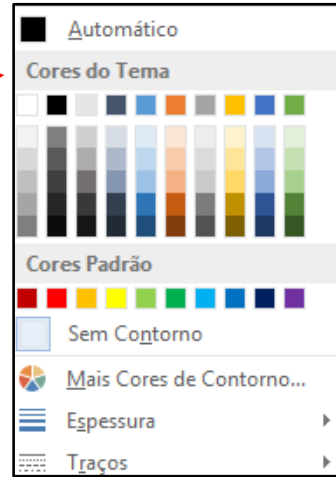 Automático
Cores do Tema
Cores Padrão
Sem Contorno
Mais Cores de Contorno...
Espessura
Traços